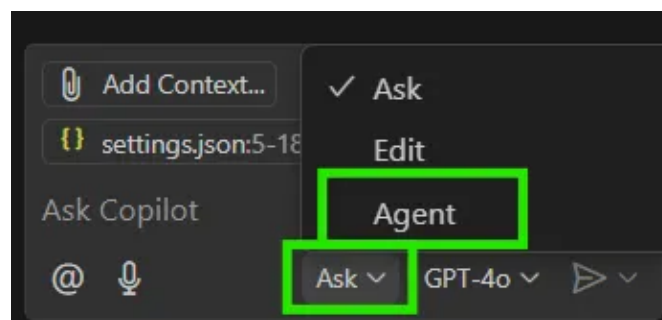 Add Context...
{} settings.json:5-18
Ask Copilot
@
Ask
Edit
Agent
Ask GPT-4o